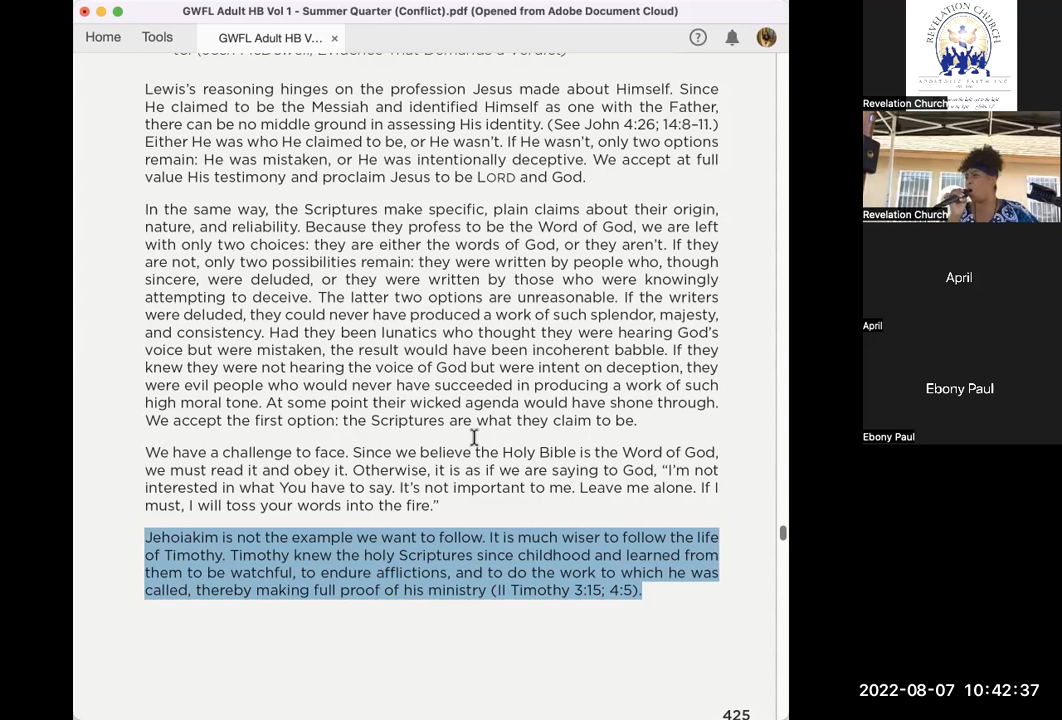 GWFL Adult HB Vol 1 - Summer Quarter (Conflict).pdf (Opened from Adobe Document Cloud)
Home Tools GWFL Adult HB V... × ?
Lewis's reasoning hinges on the profession Jesus made about Himself. Since
He claimed to be the Messiah and identified Himself as one with the Father,
there can be no middle ground in assessing His identity. (See John 4:26; 14:8–11.)
Either He was who He claimed to be, or He wasn't. If He wasn't, only two options
remain: He was mistaken, or He was intentionally deceptive. We accept at full
value His testimony and proclaim Jesus to be LORD and God.
In the same way, the Scriptures make specific, plain claims about their origin,
nature, and reliability. Because they profess to be the Word of God, we are left
with only two choices: they are either the words of God, or they aren't. If they
are not, only two possibilities remain: they were written by people who, though
sincere, were deluded, or they were written by those who were knowingly
attempting to deceive. The latter two options are unreasonable. If the writers
were deluded, they could never have produced a work of such splendor, majesty,
and consistency. Had they been lunatics who thought they were hearing God's
voice but were mistaken, the result would have been incoherent babble. If they
knew they were not hearing the voice of God but were intent on deception, they
were evil people who would never have succeeded in producing a work of such
high moral tone. At some point their wicked agenda would have shone through.
We accept the first option: the Scriptures are what they claim to be.
We have a challenge to face. Since we believe the Holy Bible is the Word of God,
we must read it and obey it. Otherwise, it is as if we are saying to God, “I'm not
interested in what You have to say. It's not important to me. Leave me alone. If I
must, I will toss your words into the fire.”
Jehoiakim is not the example we want to follow. It is much wiser to follow the life
of Timothy. Timothy knew the holy Scriptures since childhood and learned from
them to be watchful, to endure afflictions, and to do the work to which he was
called, thereby making full proof of his ministry (II Timothy 3:15; 4:5).
425
REVELATION CHURCH
APOSTOLIC FAITH INC
Revelation Church
Revelation Church
April
April
Ebony Paul
Ebony Paul
2022-08-07 10:42:37